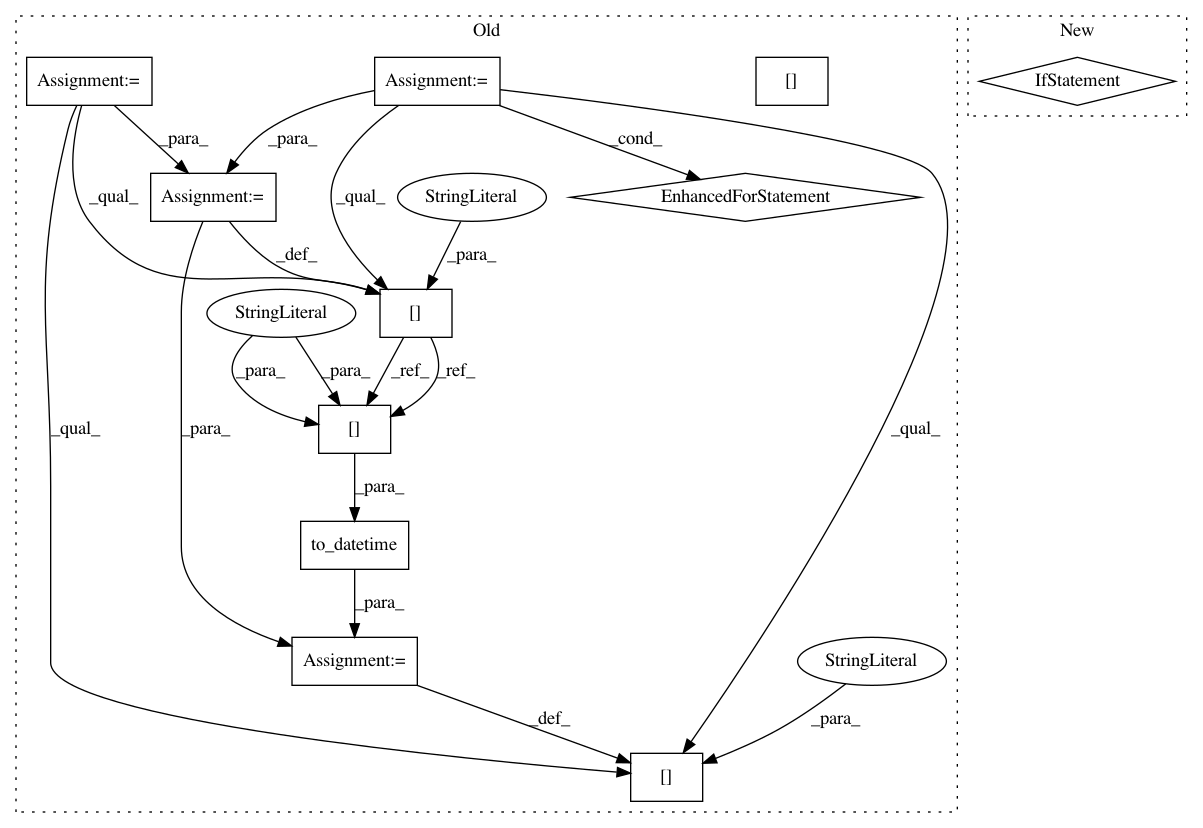 Old
New
Assignment:=
Assignment:=
[]
IfStatement
_para_
_para_
_cond_
Assignment:=
_qual_
_qual_
StringLiteral
EnhancedForStatement
_def_
_para_
StringLiteral
[]
_para_
_para_
_ref_
_ref_
_qual_
_para_
[]
_qual_
_para_
to_datetime
_para_
Assignment:=
StringLiteral
_def_
_para_
[]